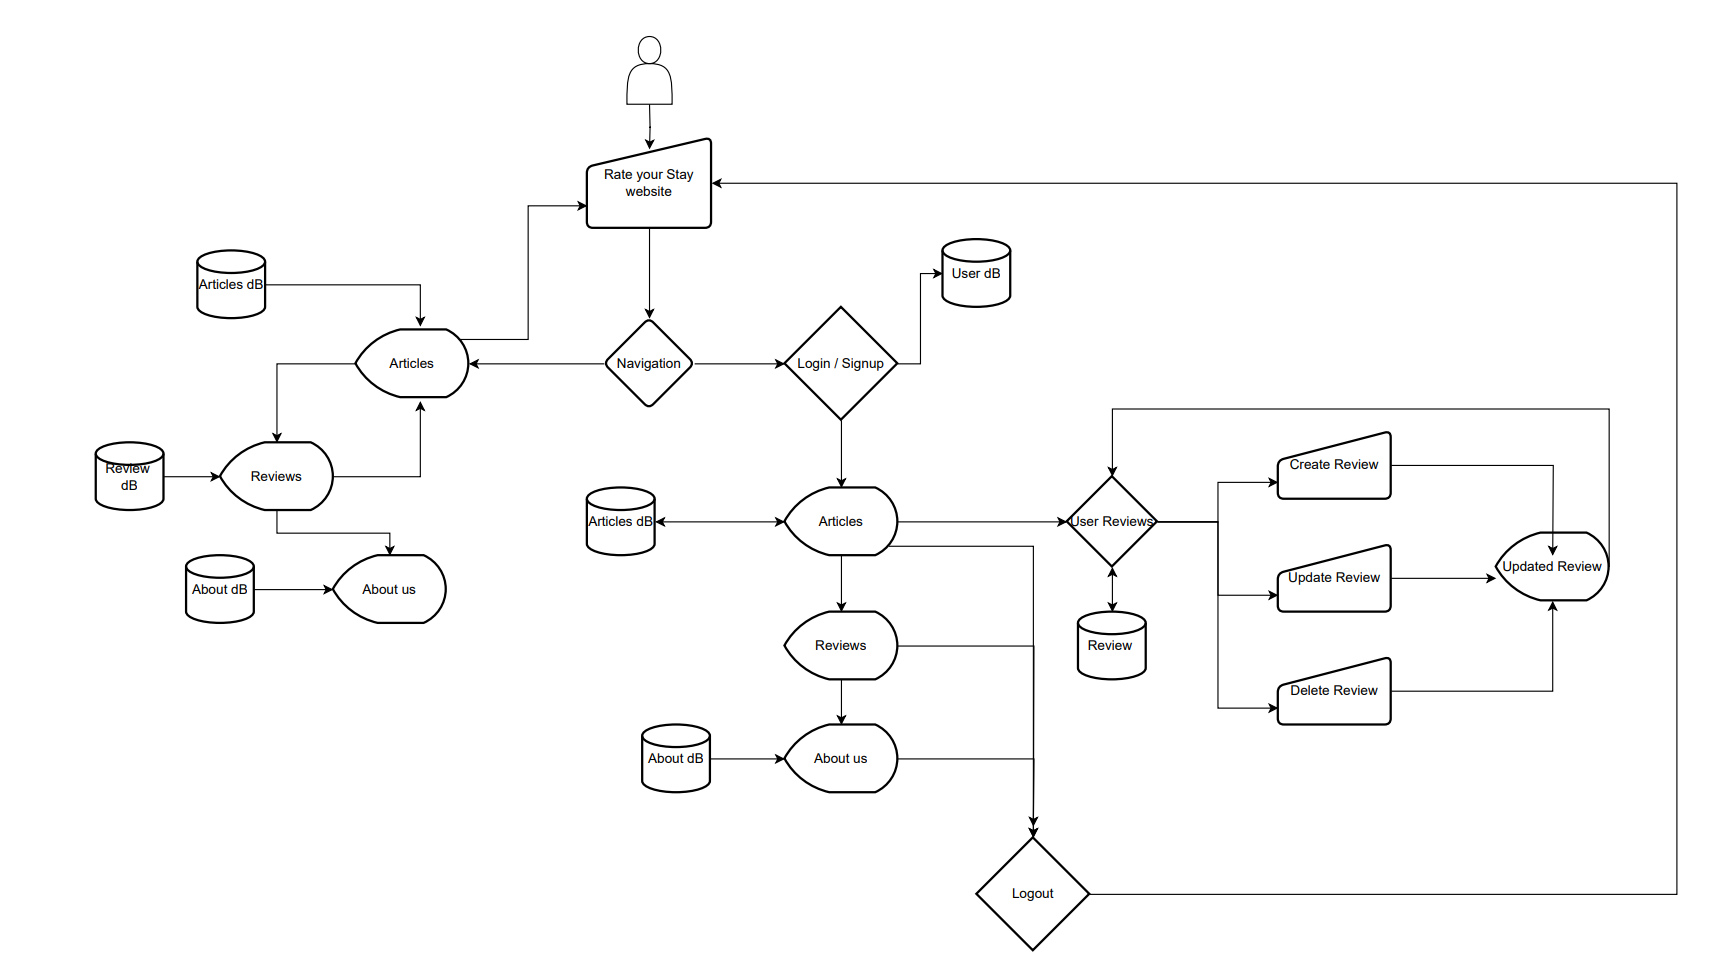 Rate your Stay
website
User dB
Articles dB
Articles
Navigation
Login / Signup
Review
dB
Reviews
Create Review
Articles dB
Articles
User Reviews
Updated Review
Update Review
About dB
About us
Reviews
Review
Delete Review
About dB
About us
Logout